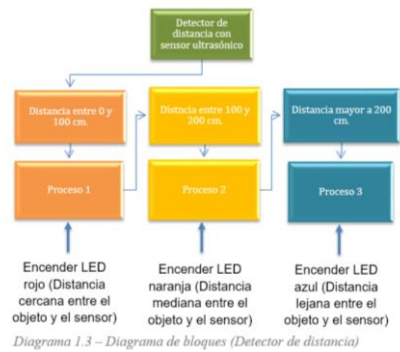 Detector de
distancia con
sensor ultrasónico
Distancia entre 0 y
100 cm.
Distncia entre 100 y
200 cm.
Distancia mayor a 200
cm.
Proceso 1
Proceso 2
Proceso 3
Encender LED
rojo (Distancia
cercana entre el
objeto y el sensor)
Encender LED
naranja (Distancia
mediana entre el
objeto y el sensor)
Encender LED
azul (Distancia
lejana entre el
objeto y el sensor)
Diagrama 1.3 – Diagrama de bloques (Detector de distancia)